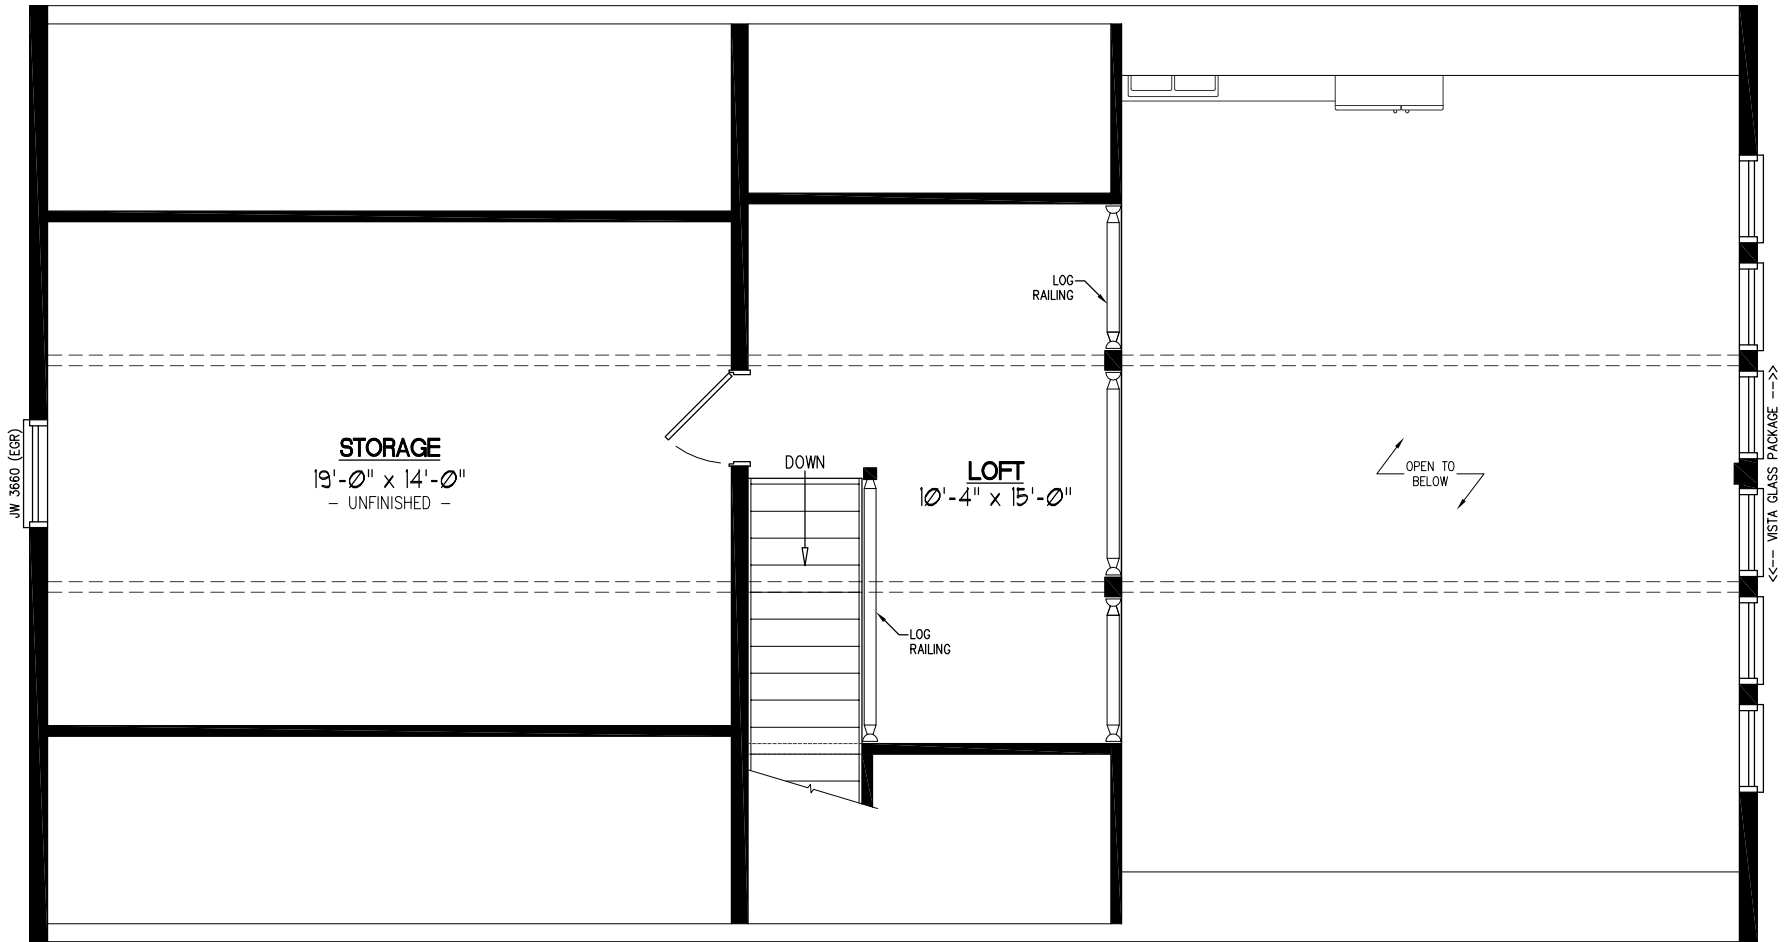 LOG
RAILING
STORAGE
19'-0" x 14'-0"
- UNFINISHED -
DOWN
LOFT
10'-4" x 15'-0"
OPEN TO
BELOW
JW 3660 (EGR)
<<-- VISTA GLASS PACKAGE -->>
LOG
RAILING